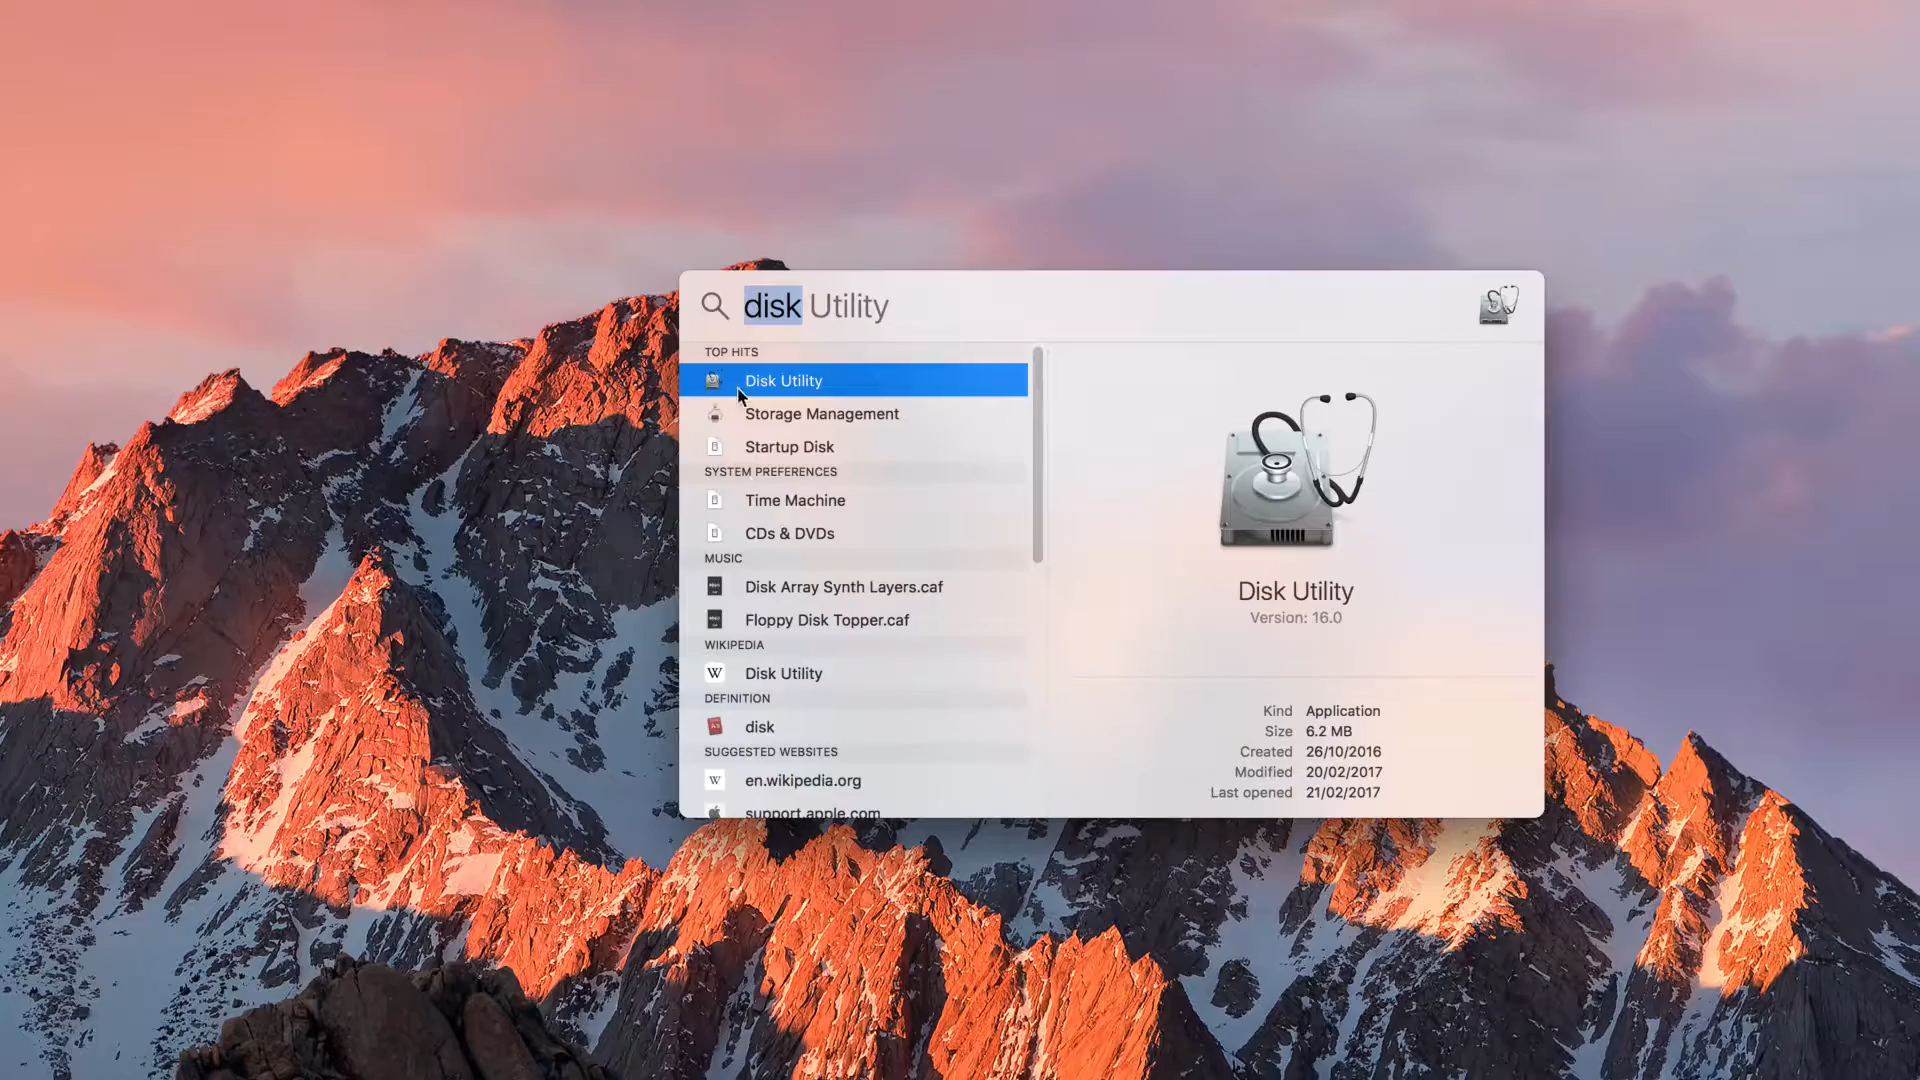 disk Utility
TOP HITS
Disk Utility
Storage Management
Startup Disk
SYSTEM PREFERENCES
Time Machine
CDs & DVDs
MUSIC
Disk Array Synth Layers.caf
Floppy Disk Topper.caf
WIKIPEDIA
W Disk Utility
DEFINITION
disk
SUGGESTED WEBSITES
W en.wikipedia.org
support.apple.com
Disk Utility
Version: 16.0
Kind Application
Size 6.2 MB
Created 26/10/2016
Modified 20/02/2017
Last opened 21/02/2017